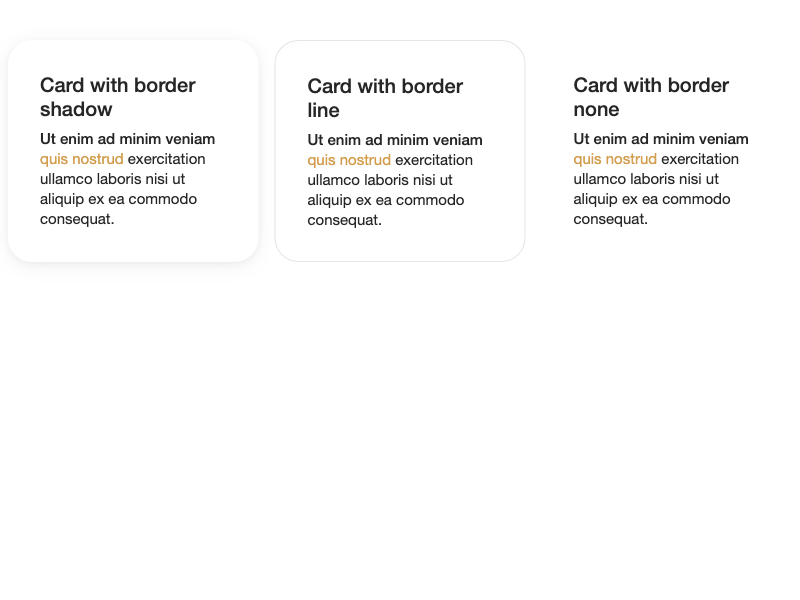 Card with border
shadow
Ut enim ad minim veniam
quis nostrud exercitation
ullamco laboris nisi ut
aliquip ex ea commodo
consequat.
Card with border
line
Ut enim ad minim veniam
quis nostrud exercitation
ullamco laboris nisi ut
aliquip ex ea commodo
consequat.
Card with border
none
Ut enim ad minim veniam
quis nostrud exercitation
ullamco laboris nisi ut
aliquip ex ea commodo
consequat.